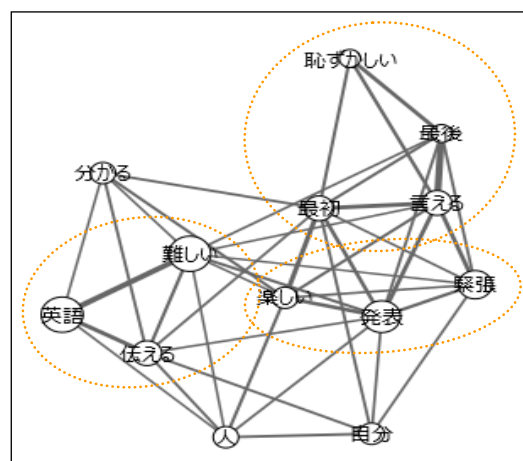 恥ずかしい
最後
分かる
最初
言える
難しい
緊張
楽しい
英語
発表
伝える
人
自分